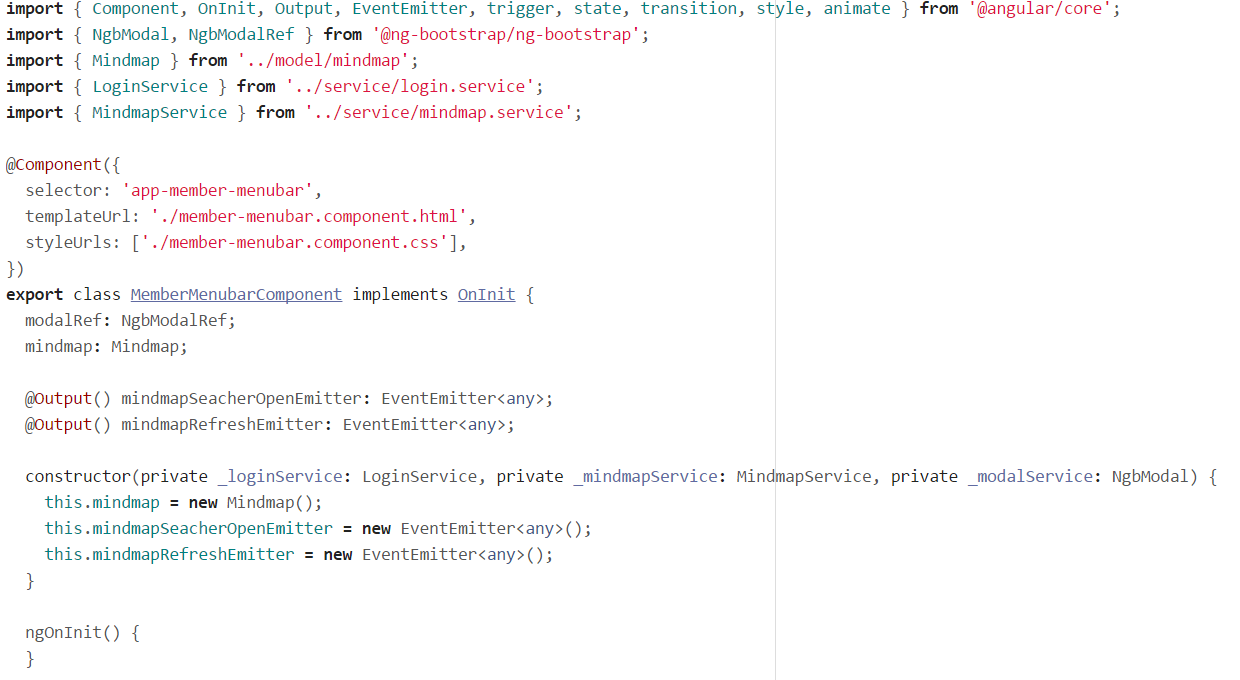 import { Component, OnInit, Output, EventEmitter, trigger, state, transition, style, animate } from '@angular/core';
import { NgbModal, NgbModalRef } from '@ng-bootstrap/ng-bootstrap';
import { Mindmap } from '../model/mindmap';
import { LoginService } from '../service/login.service';
import { MindmapService } from '../service/mindmap.service';

@Component({
  selector: 'app-member-menubar',
  templateUrl: './member-menubar.component.html',
  styleUrls: ['./member-menubar.component.css'],
})
export class MemberMenubarComponent implements OnInit {
  modalRef: NgbModalRef;
  mindmap: Mindmap;

  @Output() mindmapSeacherOpenEmitter: EventEmitter<any>;
  @Output() mindmapRefreshEmitter: EventEmitter<any>;

  constructor(private _loginService: LoginService, private _mindmapService: MindmapService, private _modalService: NgbModal) {
    this.mindmap = new Mindmap();
    this.mindmapSeacherOpenEmitter = new EventEmitter<any>();
    this.mindmapRefreshEmitter = new EventEmitter<any>();
  }

  ngOnInit() {
  }